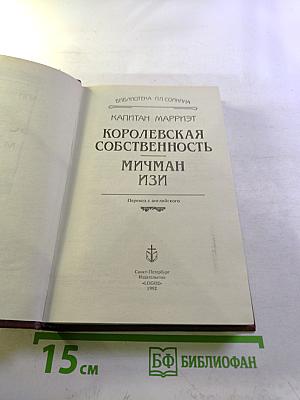 БИБЛИОТЕКА П.П. СОЙКИНА
КАПИТАН МАРРИЭТ
КОРОЛЕВСКАЯ
СОБСТВЕННОСТЬ
МИЧМАН
ИЗИ
Перевод с английского
Санкт-Петербург
Издательство
«LOGOS»
1992
15 см
БФ БИБЛИОФАН